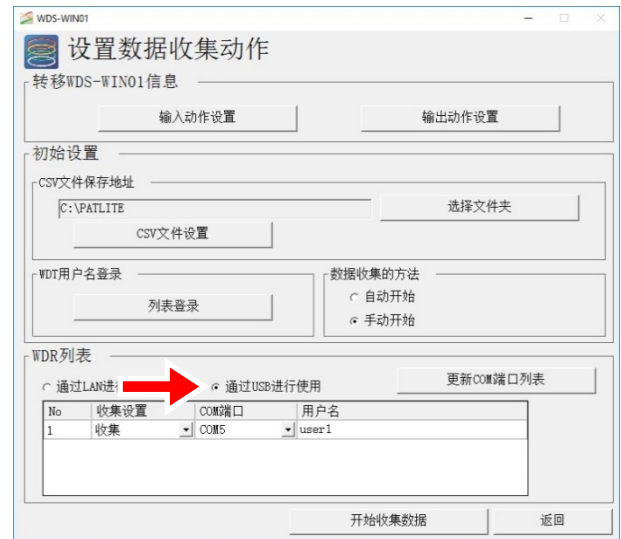 WDS-WIN01
设置数据收集动作
转移WDS-WIN01信息
输入动作设置 输出动作设置
初始设置
CSV文件保存地址
C:\PATLITE 选择文件夹
CSV文件设置
WDT用户名登录
列表登录
数据收集的方法
自动开始
手动开始
WDR列表
通过LAN进 通过USB进行使用 更新COM端口列表
No 收集设置 COM端口 用户名
1 收集 COM5 user1
开始收集数据 返回